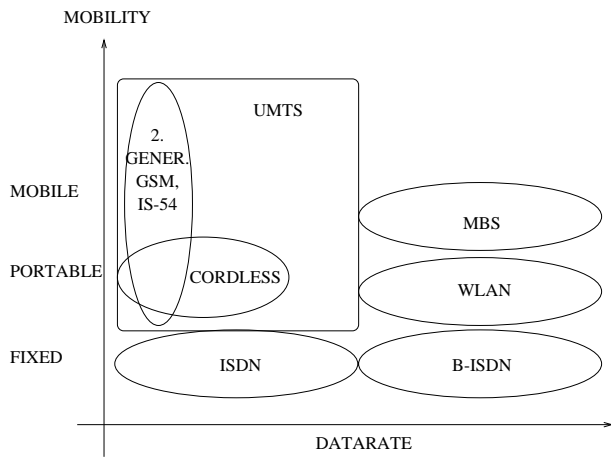 MOBILITY
UMTS
2.
GENER.
GSM,
IS-54
MOBILE
MBS
PORTABLE
CORDLESS
WLAN
FIXED
ISDN
B-ISDN
DATARATE